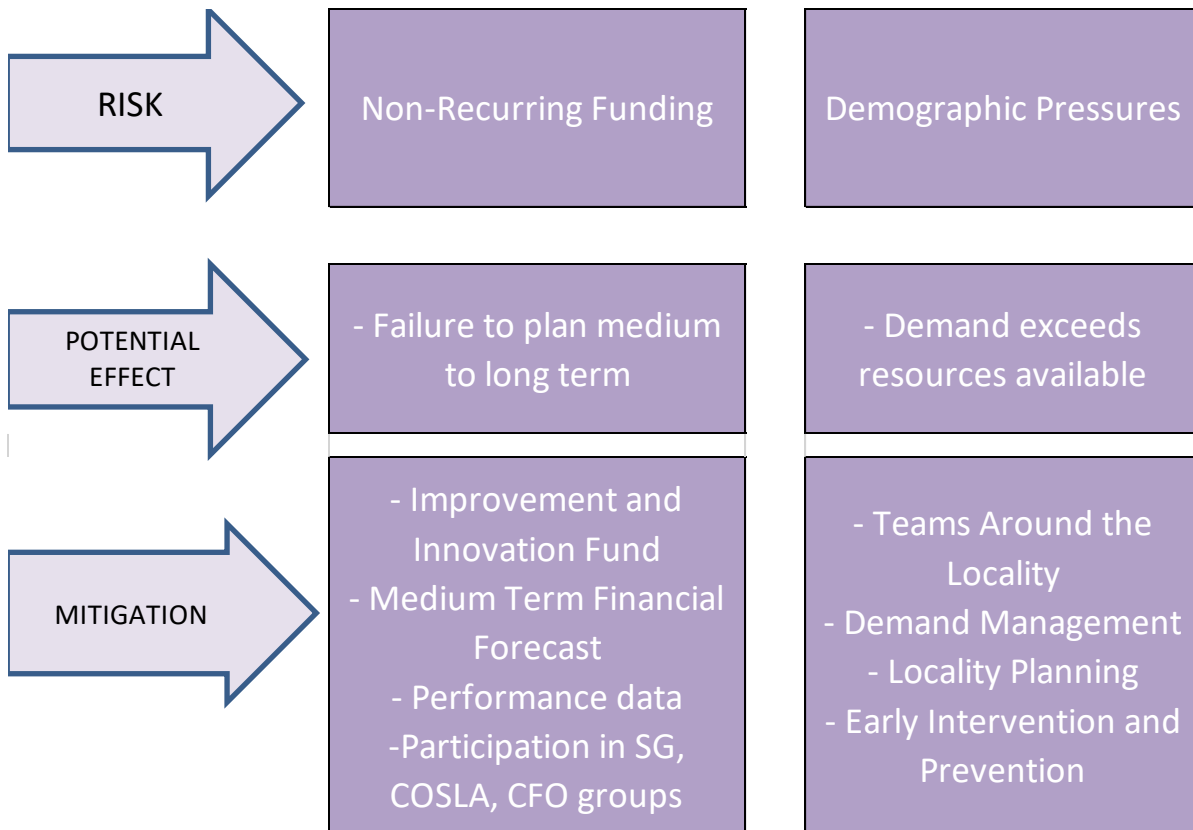 RISK
Non-Recurring Funding
Demographic Pressures
POTENTIAL
EFFECT
- Failure to plan medium
to long term
- Demand exceeds
resources available
MITIGATION
- Improvement and
Innovation Fund
- Medium Term Financial
Forecast
- Performance data
-Participation in SG,
COSLA, CFO groups
- Teams Around the
Locality
- Demand Management
- Locality Planning
- Early Intervention and
Prevention